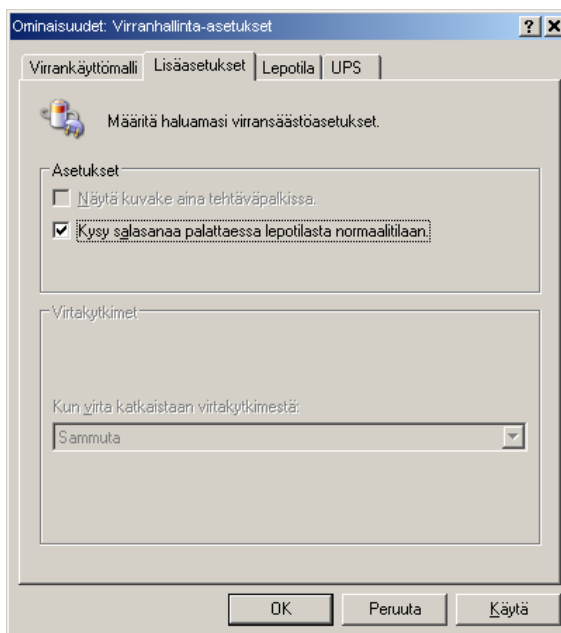 Ominaisuudet: Virranhallinta-asetukset
Virrankäyttömalli Lisäasetukset Lepotila UPS
Määritä haluamasi virransäästöasetukset.
Asetukset
Näytä kuvake aina tehtäväpalkissa.
Kysy salasanaa palattaessa lepotilasta normaalitilaan.
Virtakytkimet
Kun virta katkaistaan virtakytkimestä:
Sammuta
OK Peruuta Käytä